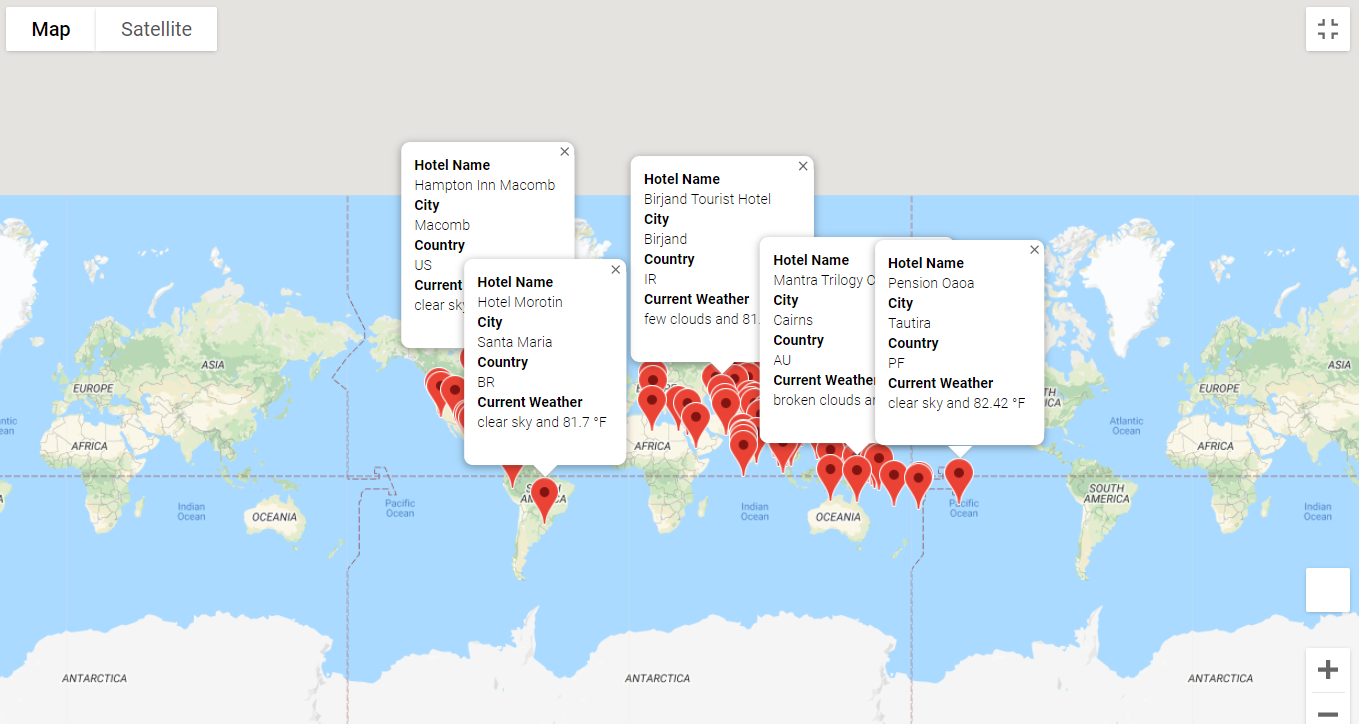 Map
Satellite
Hotel Name
Hampton Inn Macomb
City
Macomb
Country
US
Current
clear sky
Hotel Name
Hotel Morotin
City
Santa Maria
Country
BR
Current Weather
clear sky and 81.7 °F
Hotel Name
Birjand Tourist Hotel
City
Birjand
Country
IR
Current Weather
few clouds and 81.
Hotel Name
Mantra Trilogy C
City
Cairns
Country
AU
Current Weather
broken clouds a
Hotel Name
Pension Oaoa
City
Tautira
Country
PF
Current Weather
clear sky and 82.42 °F
ASIA
EUROPE
AFRICA
Indian
Ocean
OCEANIA
Pacific
Ocean
AFRICA
Indian
Ocean
OCEANIA
Pacific
Ocean
Atlantic
Ocean
SOUTH
AMERICA
EUROPE
ASIA
AFRICA
Indian
Ocean
ANTARCTICA
ANTARCTICA
ANTARCTICA